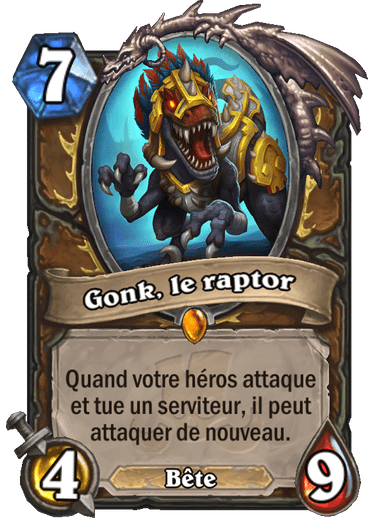 7
Gonk, le raptor
Quand votre héros attaque
et tue un serviteur, il peut
attaquer de nouveau.
4
Bête
9